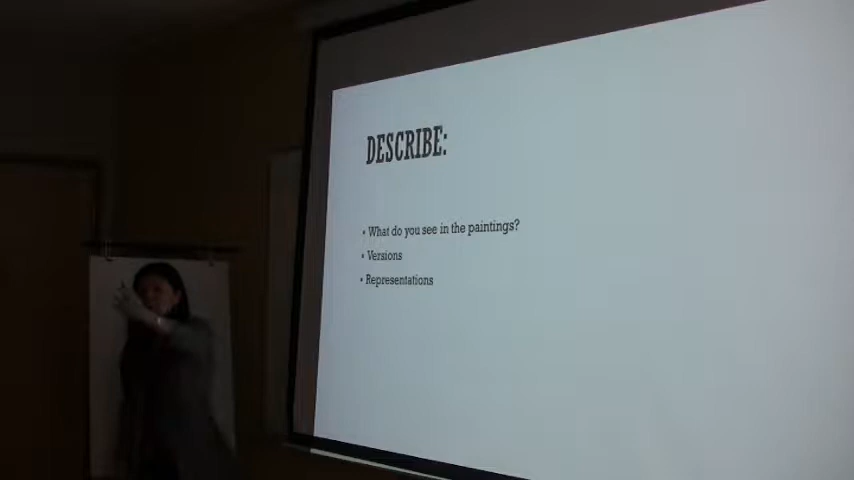 DESCRIBE:
• What do you see in the paintings?
• Versions
• Representations